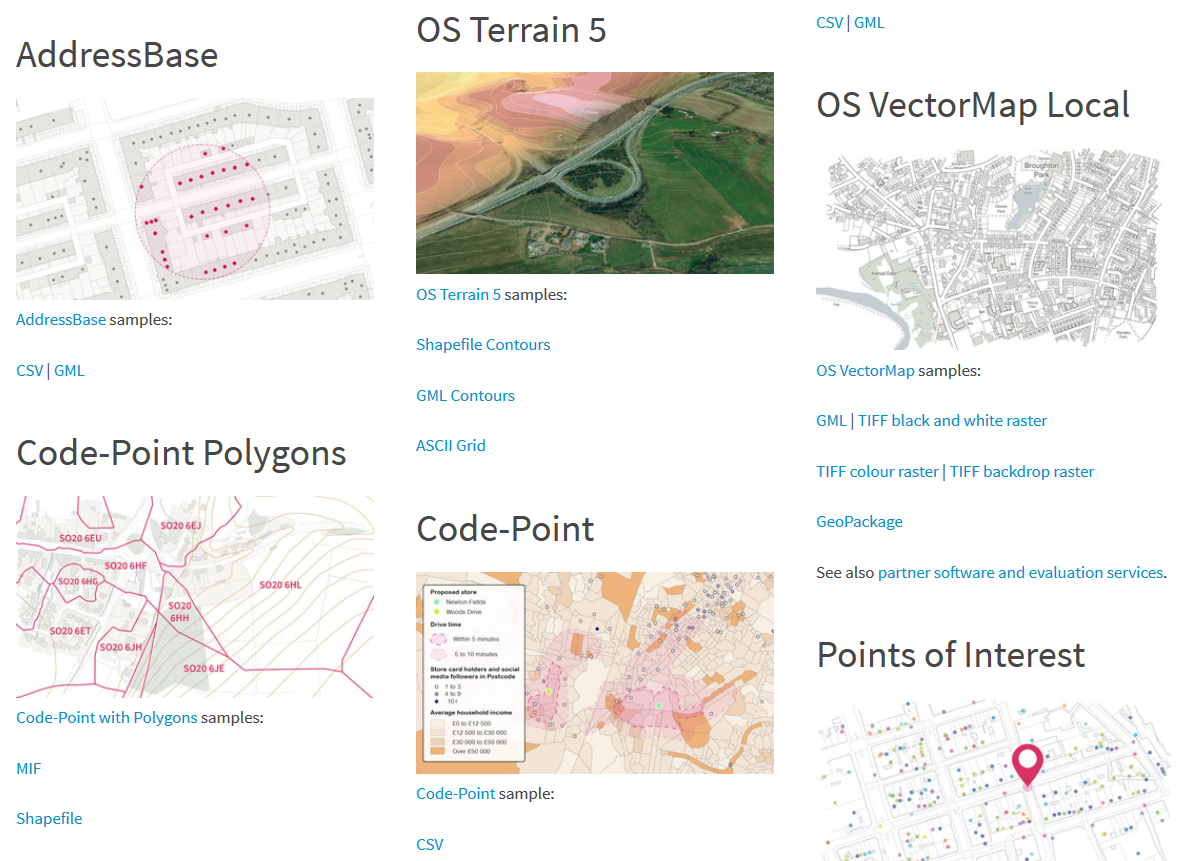 AddressBase
AddressBase samples:
CSV | GML
Code-Point Polygons
SO20 6EJ
SO20 6EU
SO20 6HF
SO20 6HG
SO20 6HL
SO20
6HH
SO20 6ET
SO20 6JH
SO20 6JE
Code-Point with Polygons samples:
MIF
Shapefile
OS Terrain 5
OS Terrain 5 samples:
Shapefile Contours
GML Contours
ASCII Grid
Code-Point
Proposed store
Newton Fields
Woods Drive
Drive time
Within 5 minutes
5 to 10 minutes
Store card holders and social
media followers in Postcode
1 to 3
4 to 9
10+
Average household income
£0 to £12 500
£12 500 to £30 000
£30 000 to £50 000
Over £50 000
Code-Point sample:
CSV
CSV | GML
OS VectorMap Local
Broughton
Park
OS VectorMap samples:
GML | TIFF black and white raster
TIFF colour raster | TIFF backdrop raster
GeoPackage
See also partner software and evaluation services.
Points of Interest